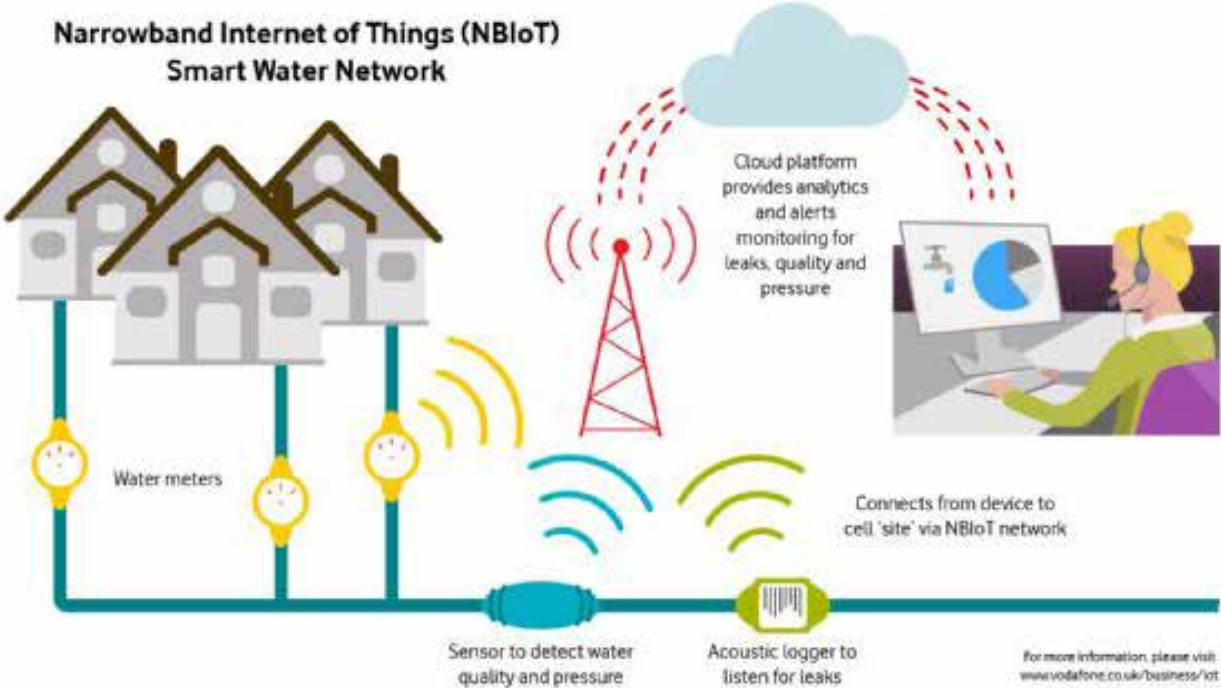 Narrowband Internet of Things (NBIoT)
Smart Water Network
Cloud platform
provides analytics
and alerts
monitoring for
leaks, quality and
pressure
Water meters
Connects from device to
cell 'site' via NBIoT network
Sensor to detect water
quality and pressure
Acoustic logger to
listen for leaks
For more information, please visit
www.vodafone.co.uk/business/iot